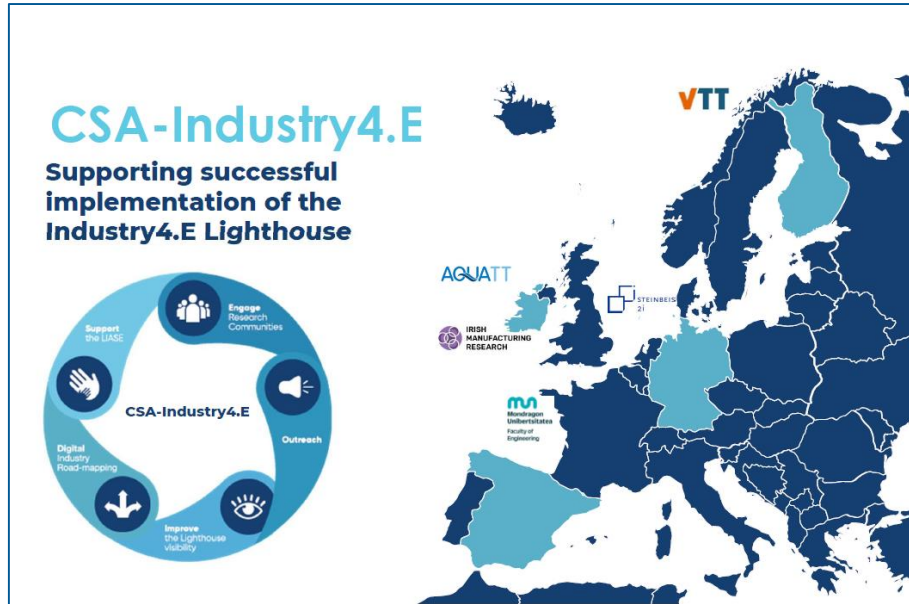 CSA-Industry4.E
Supporting successful
implementation of the
Industry4.E Lighthouse
Engage
Research
Communities
Support
the LIASE
CSA-Industry4.E
Outreach
Digital
Industry
Road-mapping
Improve
the Lighthouse
visibility
VTT
AQUATT
IRISH
MANUFACTURING
RESEARCH
STEINBEIS
2i
mun
Mondragon
Unibertsitatea
Faculty of
Engineering